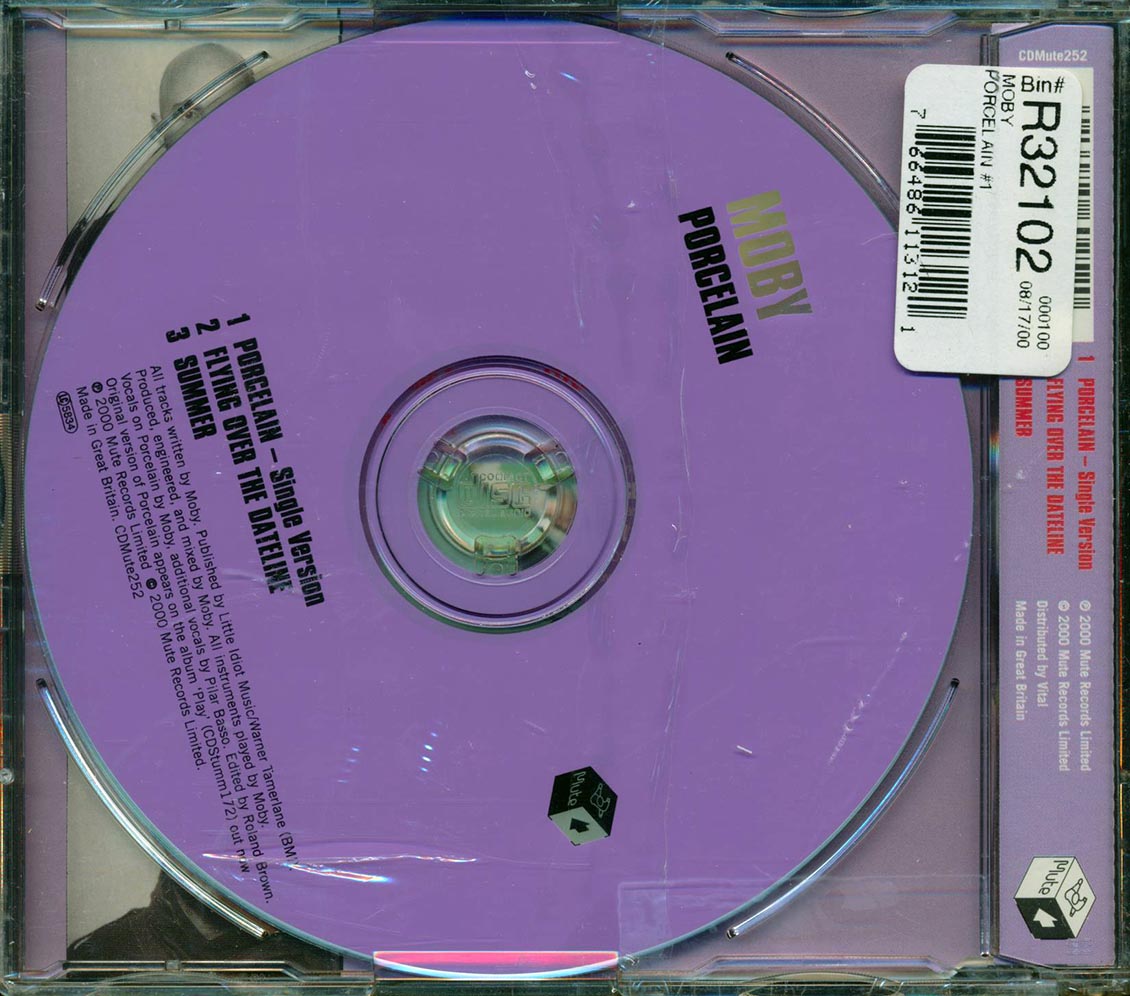 MOBY
PORCELAIN
1 PORCELAIN – Single Version
2 FLYING OVER THE DATELINE
3 SUMMER
All tracks written by Moby. Published by Little Idiot Music/Warner Tamerlane (BMI).
Produced, engineered and mixed by Moby. All instruments played by Moby.
Vocals on Porcelain by Moby, additional vocals by Pilar Basso. Edited by Roland Brown.
Original version of Porcelain appears on the album 'Play' (CDStumm172) out now
℗ 2000 Mute Records Limited © 2000 Mute Records Limited.
Made in Great Britain. CDMute252
LC5834
Mute
COMPACT
disc
CDMute252
Bin#
R32102
000100
08/17/00
MOBY
PORCELAIN #1
7 66486 11312 1
1 PORCELAIN – Single Version
FLYING OVER THE DATELINE
SUMMER
℗ 2000 Mute Records Limited
© 2000 Mute Records Limited
Distributed by Vital
Made in Great Britain
Mute